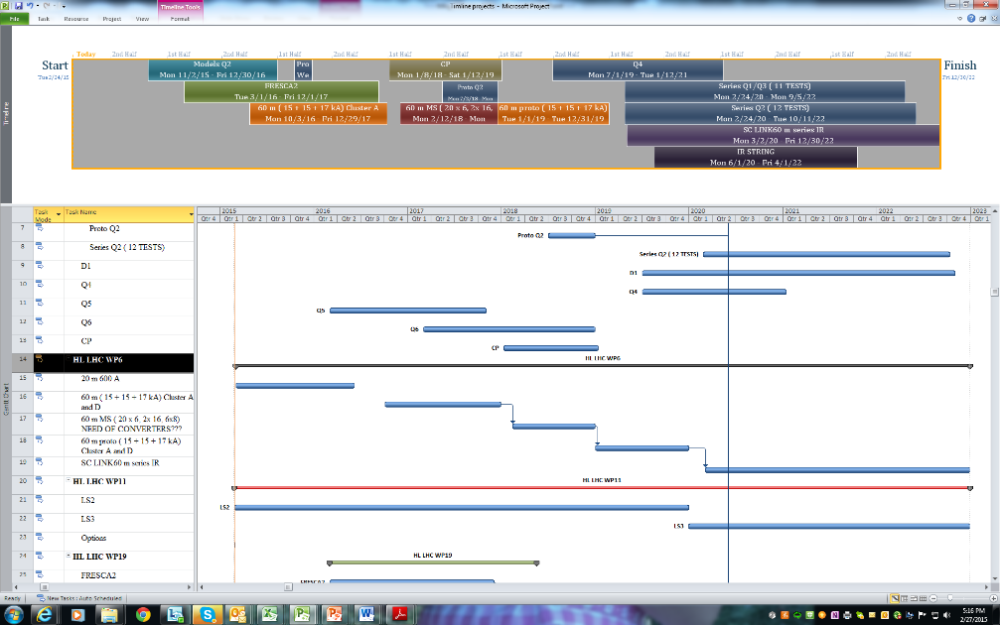 Timeline Tools
Timline projects - Microsoft Project
File Task Resource Project View Format
Today 2nd Half 1st Half 2nd Half 1st Half 2nd Half 1st Half 2nd Half 1st Half 2nd Half 1st Half 2nd Half 1st Half 2nd Half
Start
Tue 2/24/15
Finish
Fri 12/30/22
Timeline
Models Q2
Mon 11/2/15 - Fri 12/30/16
Pro
We
CP
Mon 1/8/18 - Sat 1/12/19
Q4
Mon 7/1/19 - Tue 1/12/21
FRESCA2
Tue 3/1/16 - Fri 12/1/17
Proto Q2
Mon 7/3/18 - Mon
Series Q1/Q3 ( 11 TESTS)
Mon 2/24/20 - Mon 9/5/22
60 m ( 15 + 15 + 17 kA) Cluster A
Mon 10/3/16 - Fri 12/29/17
60 m MS ( 20 x 6, 2x 16,
Mon 2/12/18 - Mon
60 m proto ( 15 + 15 + 17 kA)
Tue 1/1/19 - Tue 12/31/19
Series Q2 ( 12 TESTS)
Mon 2/24/20 - Tue 10/11/22
SC LINK60 m series IR
Mon 3/2/20 - Fri 12/30/22
IR STRING
Mon 6/1/20 - Fri 4/1/22
Task Mode Task Name
2015 2016 2017 2018 2019 2020 2021 2022 2023
Qtr 4 Qtr 1 Qtr 2 Qtr 3 Qtr 4 Qtr 1 Qtr 2 Qtr 3 Qtr 4 Qtr 1 Qtr 2 Qtr 3 Qtr 4 Qtr 1 Qtr 2 Qtr 3 Qtr 4 Qtr 1 Qtr 2 Qtr 3 Qtr 4 Qtr 1 Qtr 2 Qtr 3 Qtr 4 Qtr 1 Qtr 2 Qtr 3 Qtr 4 Qtr 1 Qtr 2 Qtr 3 Qtr 4 Qtr 1
7 Proto Q2 Proto Q2
8 Series Q2 ( 12 TESTS) Series Q2 ( 12 TESTS)
9 D1 D1
10 Q4 Q4
11 Q5 Q5
12 Q6 Q6
13 CP CP
14 HL LHC WP6 HL LHC WP6
15 20 m 600 A
16 60 m ( 15 + 15 + 17 kA) Cluster A
and D
17 60 m MS ( 20 x 6, 2x 16, 6x8)
NEED OF CONVERTERS???
18 60 m proto ( 15 + 15 + 17 kA)
Cluster A and D
19 SC LINK60 m series IR
20 HL LHC WP11 HL LHC WP11
21 LS2 LS2
22 LS3 LS3
23 Options
24 HL LHC WP19 HL LHC WP19
25 FRESCA2 FRESCA2
Gantt Chart
Ready New Tasks : Auto Scheduled
5:16 PM
2/27/2015